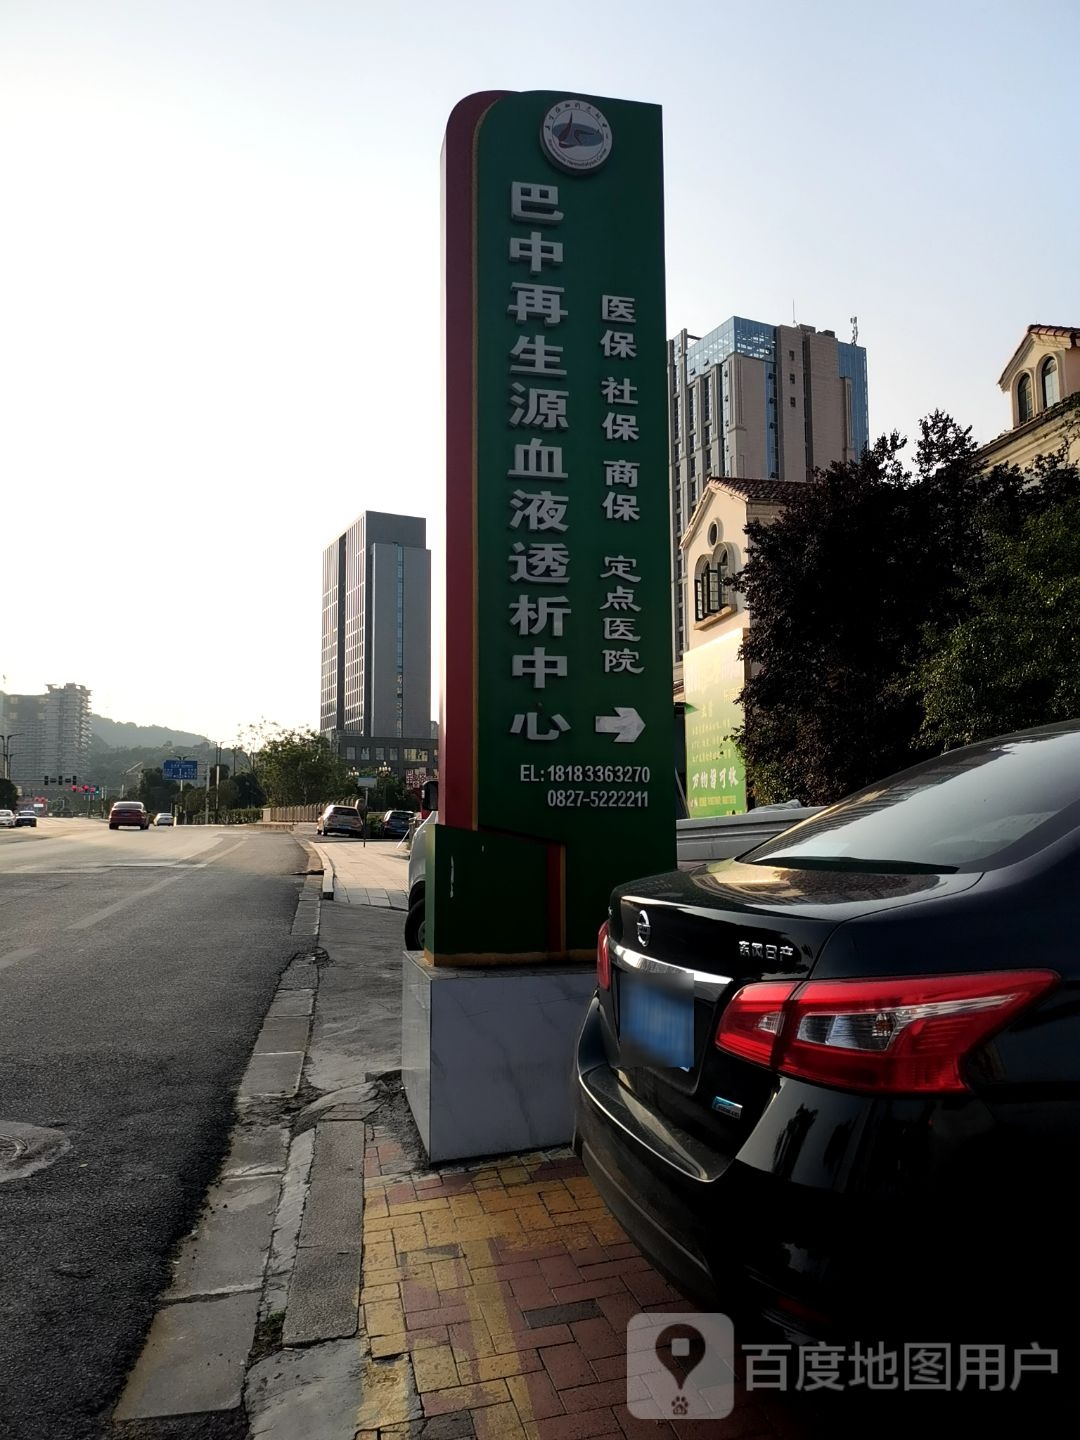 巴中再生源血液透析中心
医保 社保 商保 定点医院
EL:18183363270
0827-5222211
东风日产
百度地图用户